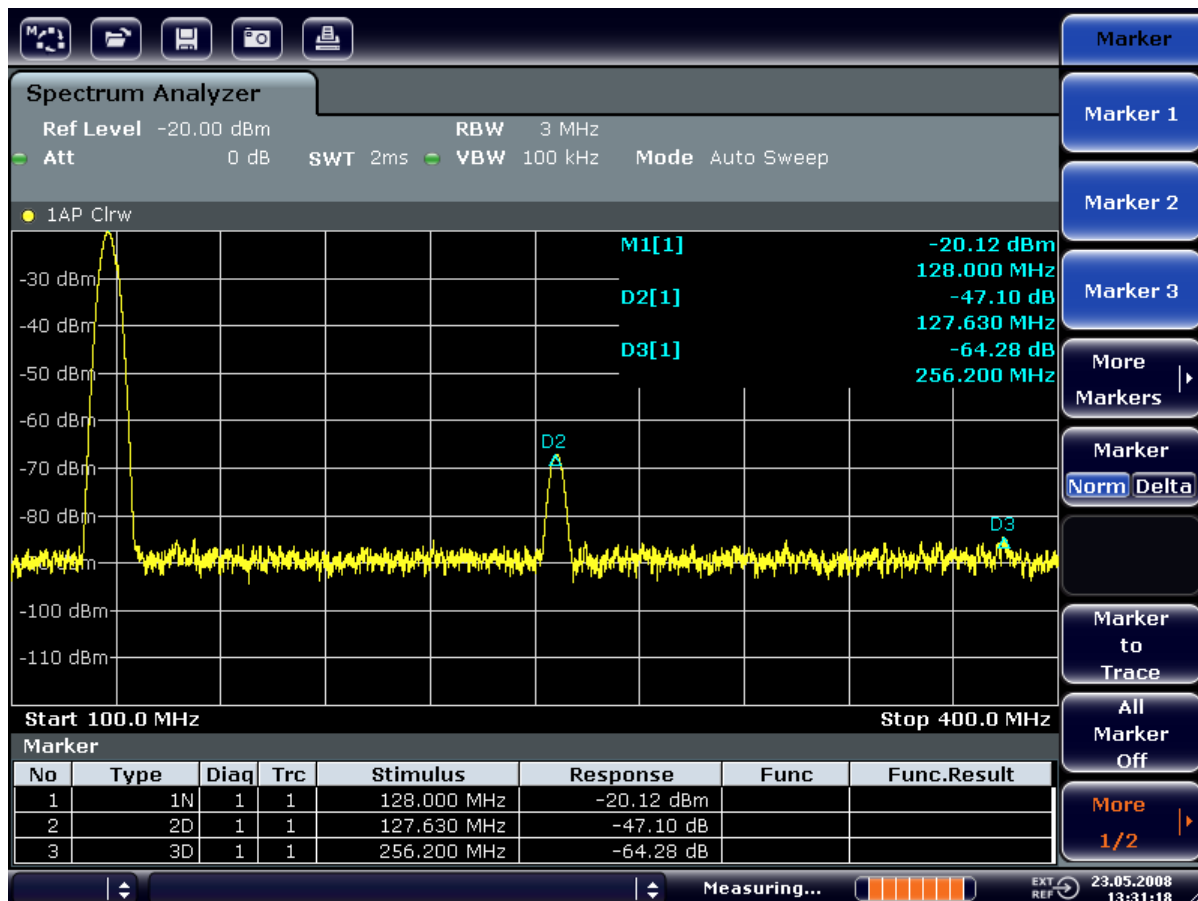 M
Marker
Spectrum Analyzer
Ref Level -20.00 dBm RBW 3 MHz
Att 0 dB SWT 2ms VBW 100 kHz Mode Auto Sweep
1AP Clrw
M1[1] -20.12 dBm
128.000 MHz
D2[1] -47.10 dB
127.630 MHz
D3[1] -64.28 dB
256.200 MHz
-30 dBm
-40 dBm
-50 dBm
-60 dBm
-70 dBm
-80 dBm
-100 dBm
-110 dBm
D2
D3
Start 100.0 MHz Stop 400.0 MHz
Marker
No Type Diaq Trc Stimulus Response Func Func.Result
1 1N 1 1 128.000 MHz -20.12 dBm
2 2D 1 1 127.630 MHz -47.10 dB
3 3D 1 1 256.200 MHz -64.28 dB
Marker 1
Marker 2
Marker 3
More
Markers
Marker
Norm Delta
Marker
to
Trace
All
Marker
Off
More
1/2
Measuring...
EXT
REF
23.05.2008
13:31:18